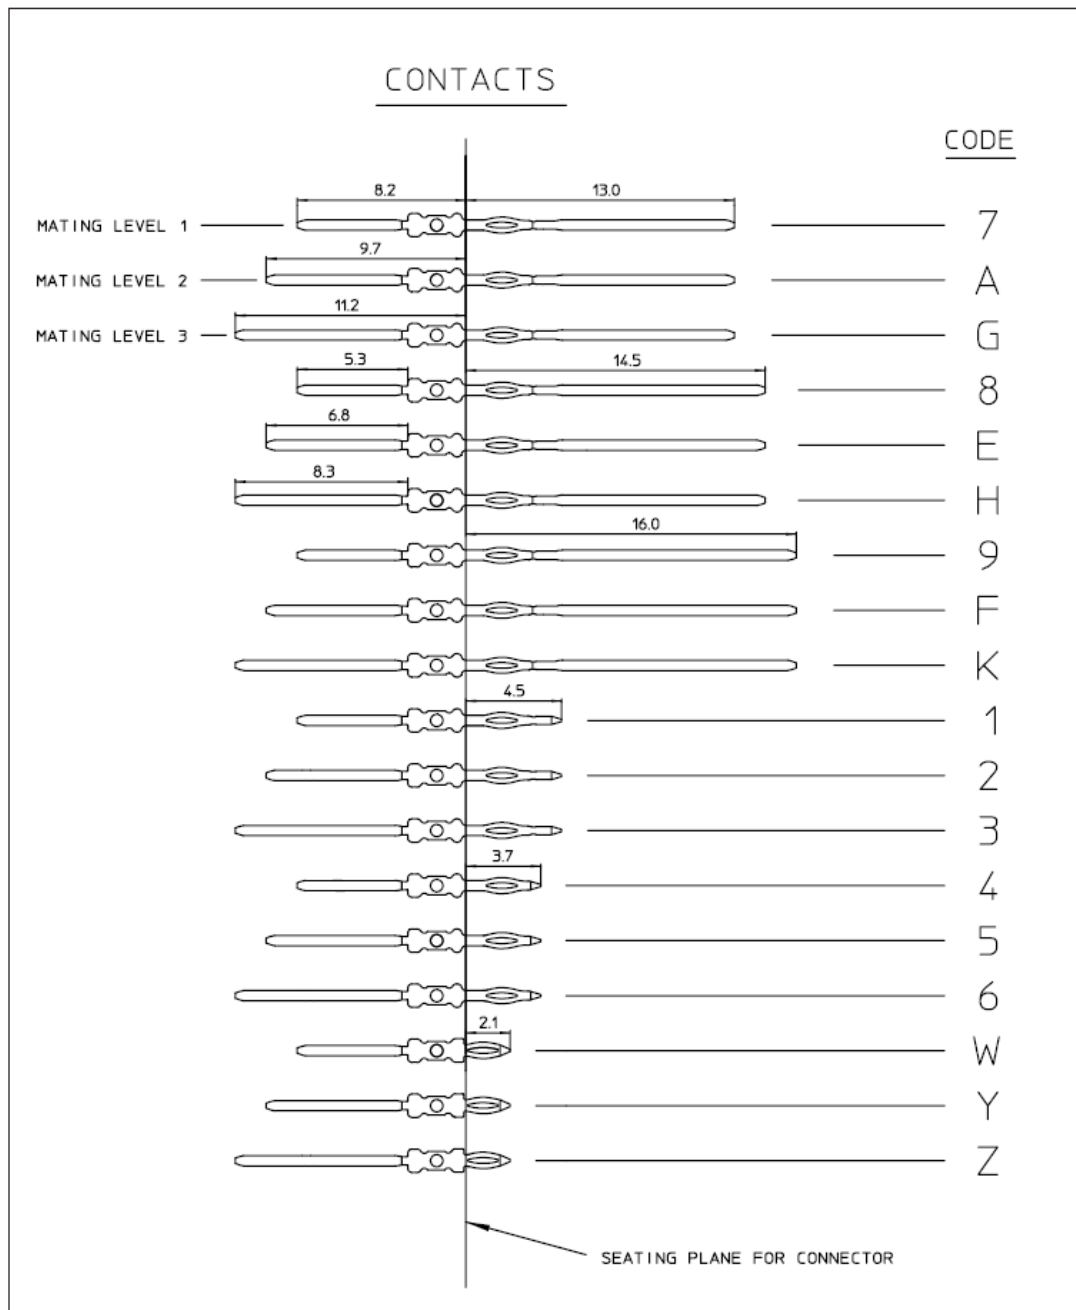 CONTACTS
CODE
8.2 13.0
MATING LEVEL 1 7
9.7
MATING LEVEL 2 A
11.2
MATING LEVEL 3 G
5.3 14.5
8
6.8
E
8.3
H
16.0
9
F
K
4.5
1
2
3
3.7
4
5
6
2.1
W
Y
Z
SEATING PLANE FOR CONNECTOR